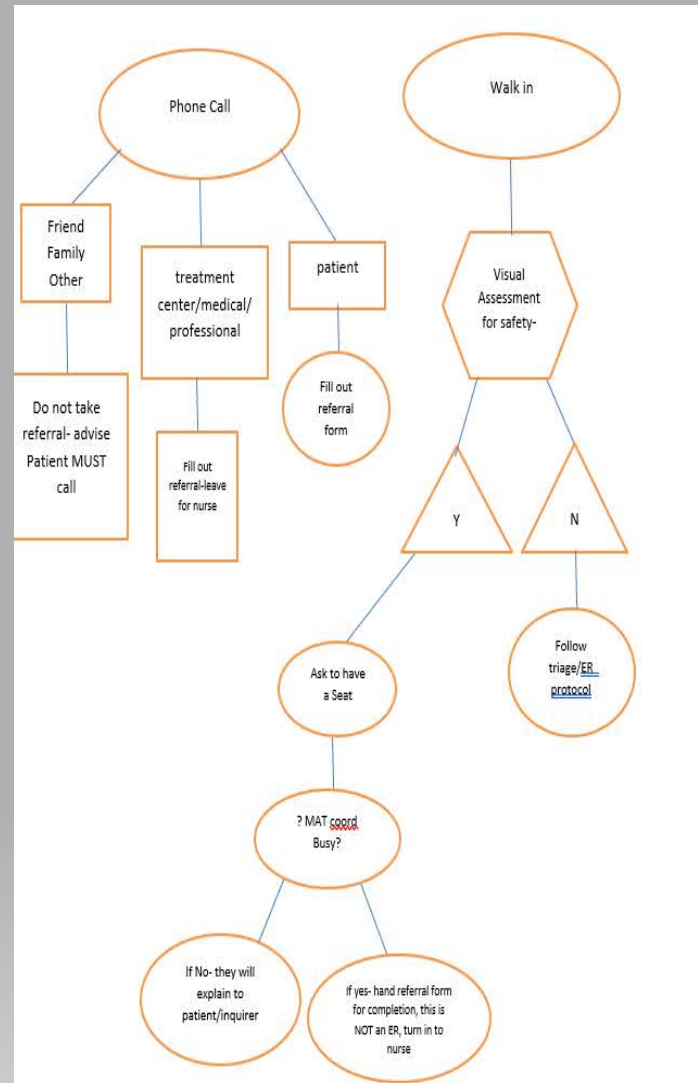 Phone Call
Walk in
Friend
Family
Other
treatment
center/medical/
professional
patient
Visual
Assessment
for safety-
Do not take
referral- advise
Patient MUST
call
Fill out
referral-leave
for nurse
Fill out
referral
form
Y
N
Ask to have
a Seat
Follow
triage/ER
protocol
? MAT coord
Busy?
If No- they will
explain to
patient/inquirer
If yes- hand referral form
for completion, this is
NOT an ER, turn in to
nurse